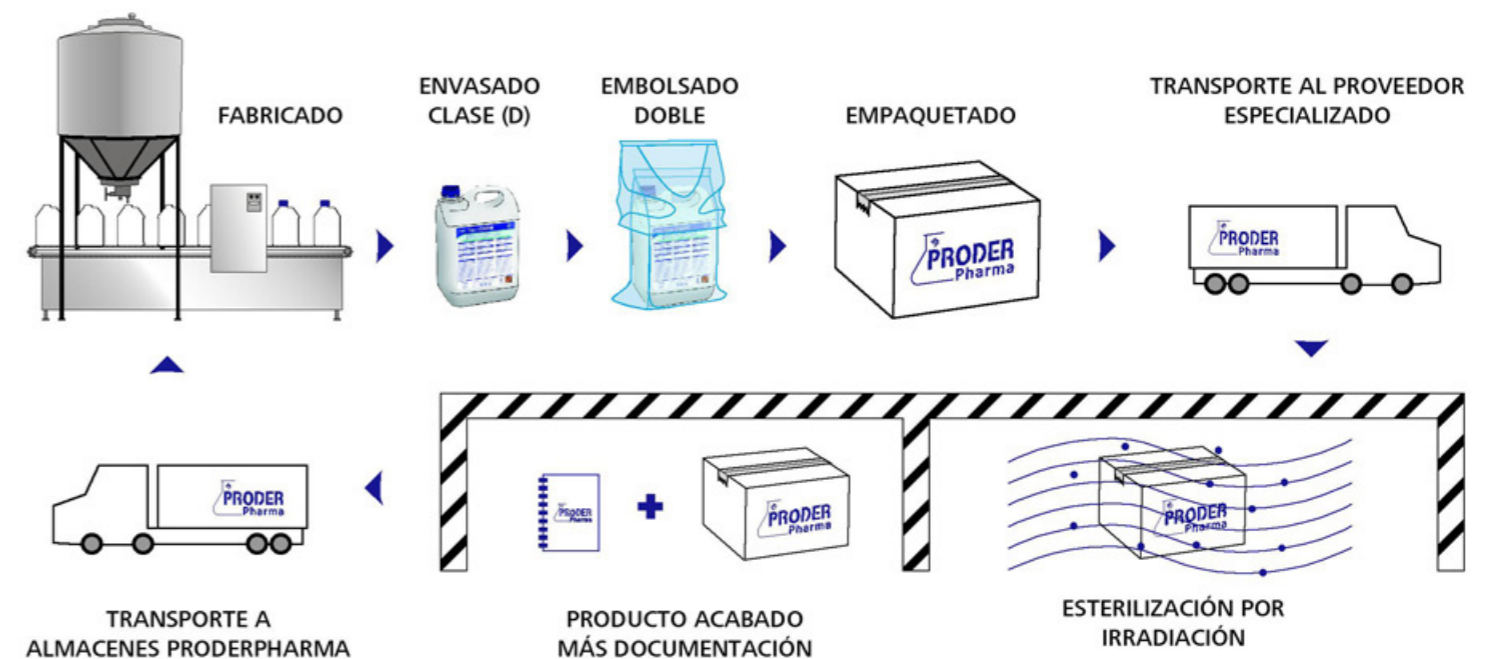 FABRICADO
ENVASADO
CLASE (D)
EMBOLSADO
DOBLE
EMPAQUETADO
TRANSPORTE AL PROVEEDOR
ESPECIALIZADO
PRODER
Pharma
PRODER
Pharma
PRODER
Pharma
PRODER
Pharma
PRODER
Pharma
PRODER
Pharma
TRANSPORTE A
ALMACENES PRODERPHARMA
PRODUCTO ACABADO
MÁS DOCUMENTACIÓN
ESTERILIZACIÓN POR
IRRADIACIÓN